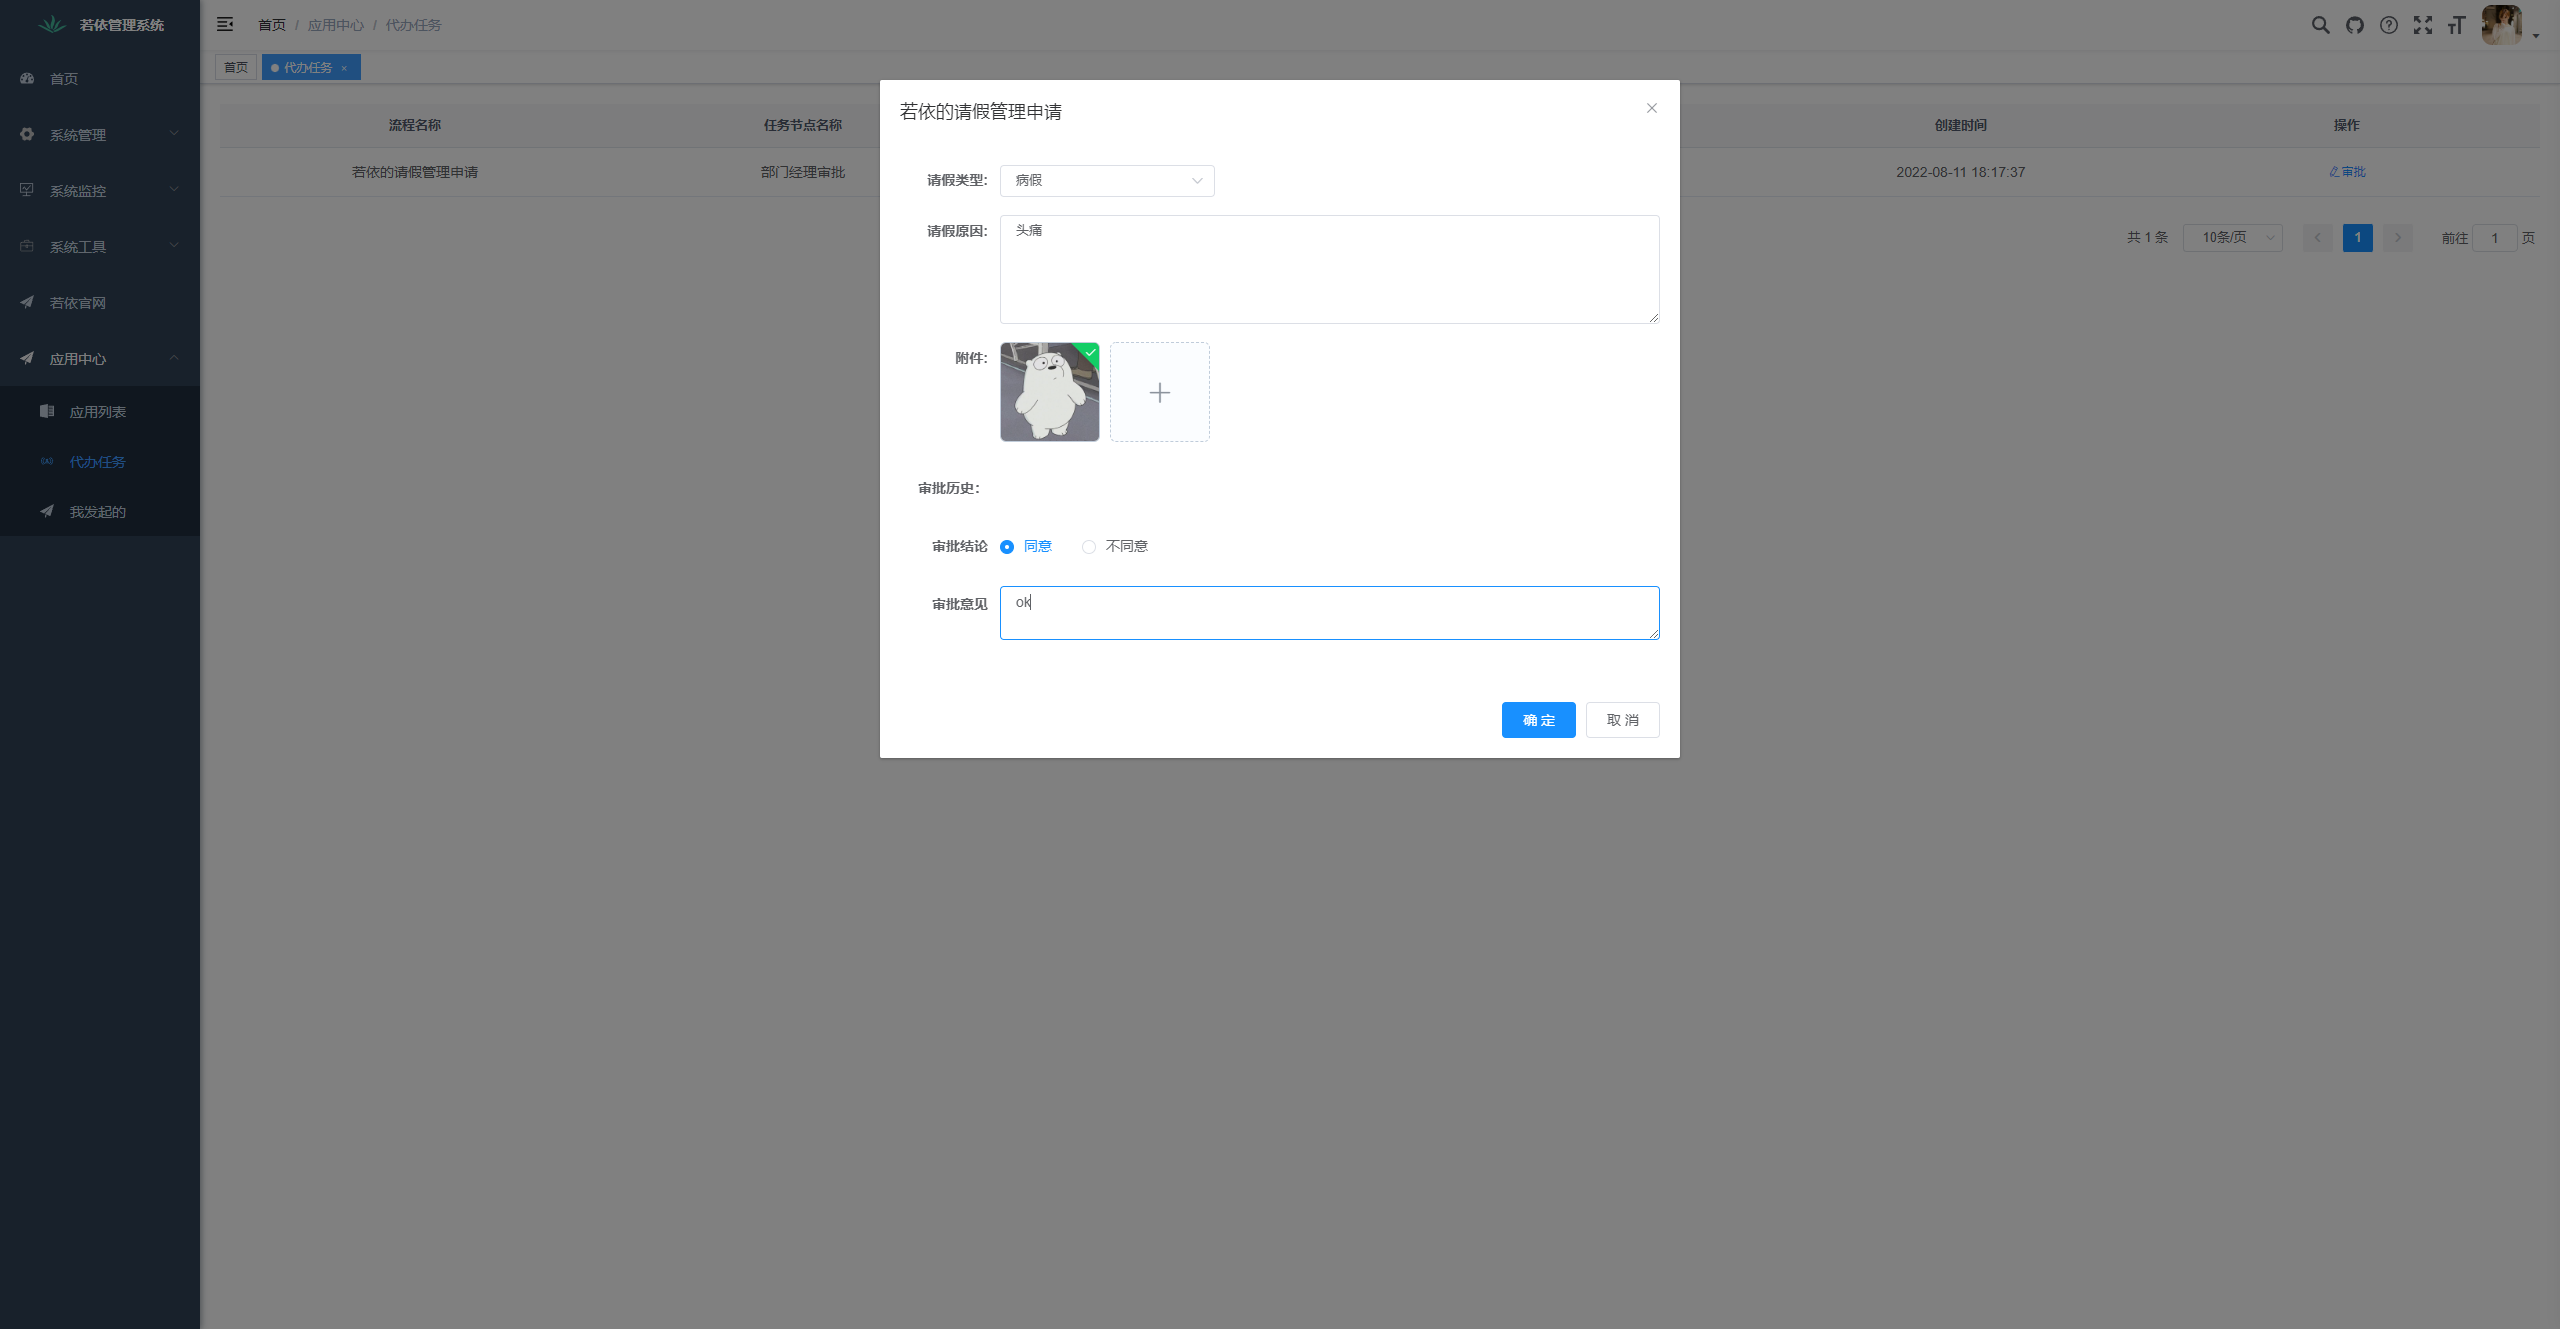 若依管理系统
首页 / 应用中心 / 代办任务
首页
代办任务 ×
首页
系统管理
系统监控
系统工具
若依官网
应用中心
应用列表
代办任务
我发起的
流程名称 任务节点名称 创建时间 操作
若依的请假管理申请 部门经理审批 2022-08-11 18:17:37 审批
共 1 条 10条/页 1 前往 1 页
若依的请假管理申请
请假类型: 病假
请假原因: 头痛
附件:
审批历史:
审批结论 同意 不同意
审批意见 ok
确 定 取 消